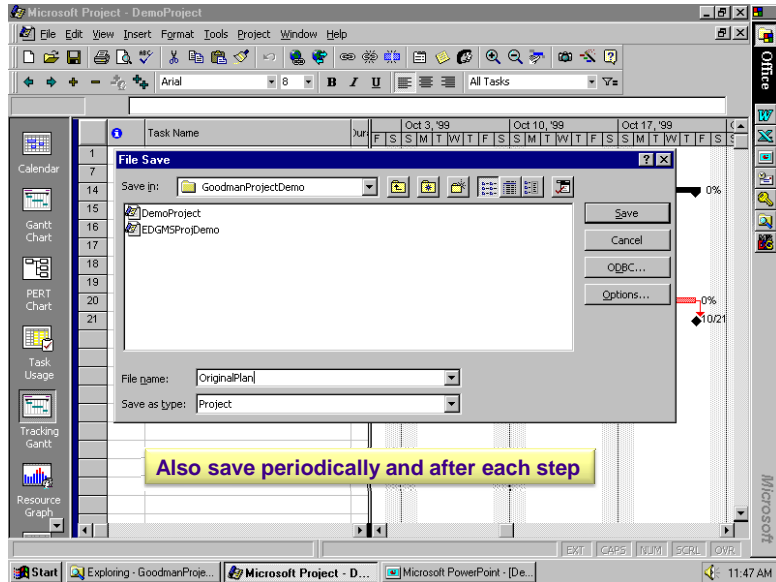 Microsoft Project - DemoProject
File Edit View Insert Format Tools Project Window Help
Arial 8 B I U All Tasks
Office
Task Name Dur
Oct 3, '99 Oct 10, '99 Oct 17, '99
F S S M T W T F S S M T W T F S S M T W T F S S
1
7
14
15
16
17
18
19
20
21
Calendar
Gantt
Chart
PERT
Chart
Task
Usage
Tracking
Gantt
Resource
Graph
File Save
Save in: GoodmanProjectDemo
DemoProject
EDGMSProjDemo
Save
Cancel
ODBC...
Options...
File name: OriginalPlan
Save as type: Project
0%
0%
10/21
Also save periodically and after each step
Microsoft
EXT CAPS NUM SCRL OVR
Start Exploring - GoodmanProje... Microsoft Project - D... Microsoft PowerPoint - [De... 11:47 AM